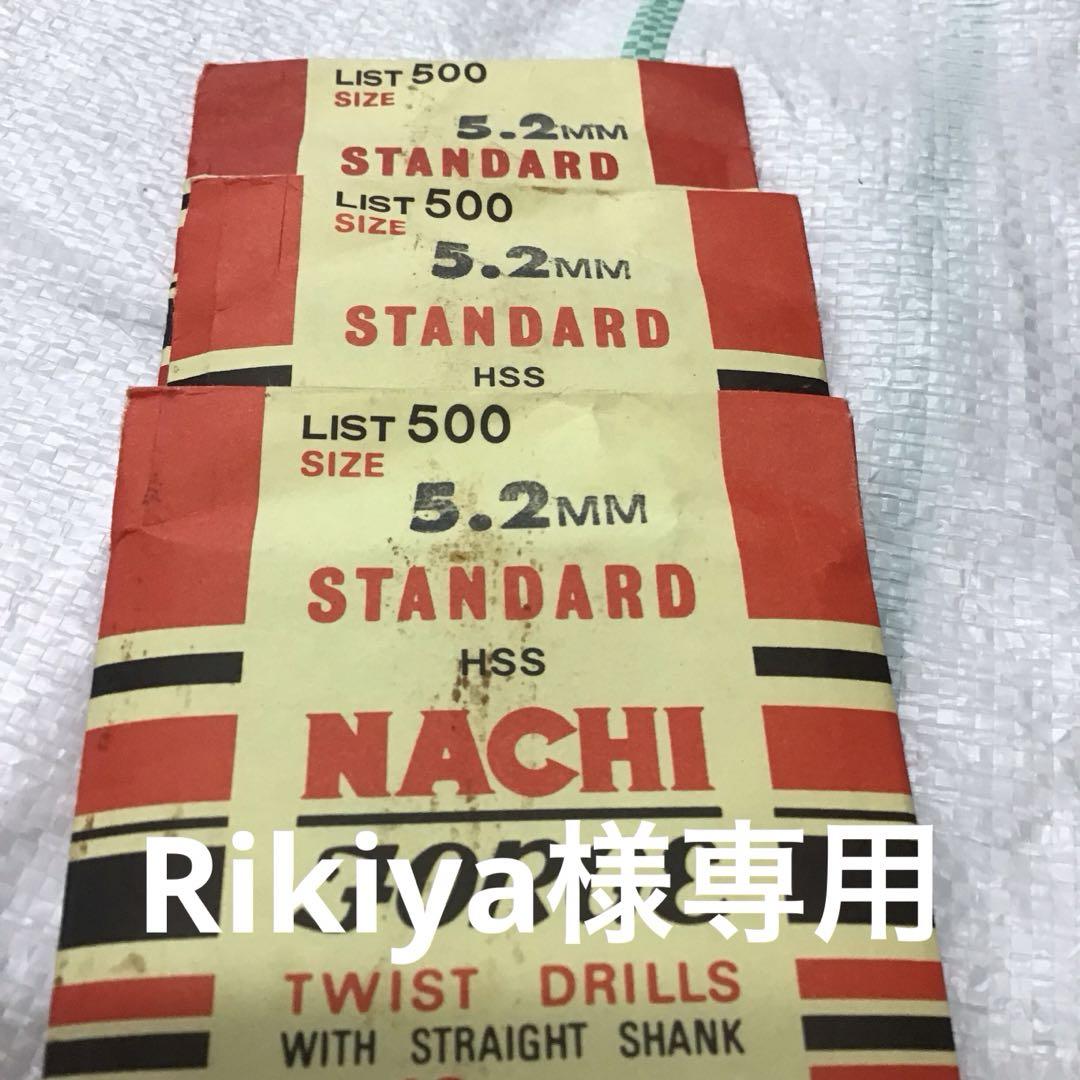 LIST 500
SIZE
5.2MM
STANDARD
LIST 500
SIZE
5.2MM
STANDARD
HSS
LIST 500
SIZE
5.2MM
STANDARD
HSS
NACHI
Rikiya様専用
TWIST DRILLS
WITH STRAIGHT SHANK